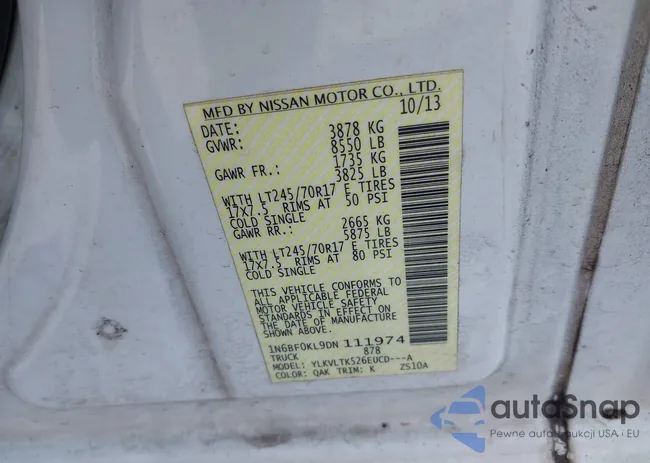 MFD BY NISSAN MOTOR CO., LTD.
DATE: 10/13
GVWR: 3878 KG
8550 LB
GAWR FR.: 1735 KG
3825 LB
WITH LT245/70R17 E TIRES
17X7.5 RIMS AT 50 PSI
COLD SINGLE
GAWR RR.: 2665 KG
5875 LB
WITH LT245/70R17 E TIRES
17X7.5 RIMS AT 80 PSI
COLD SINGLE
THIS VEHICLE CONFORMS TO
ALL APPLICABLE FEDERAL
MOTOR VEHICLE SAFETY
STANDARDS IN EFFECT ON
THE DATE OF MANUFACTURE
1N6BF0KL9DN 111974
TRUCK 878
MODEL: YLKVLTK526EUCD---A
COLOR: QAK TRIM: K ZS10A
autoSnap
Pewne auta z aukcji USA i EU